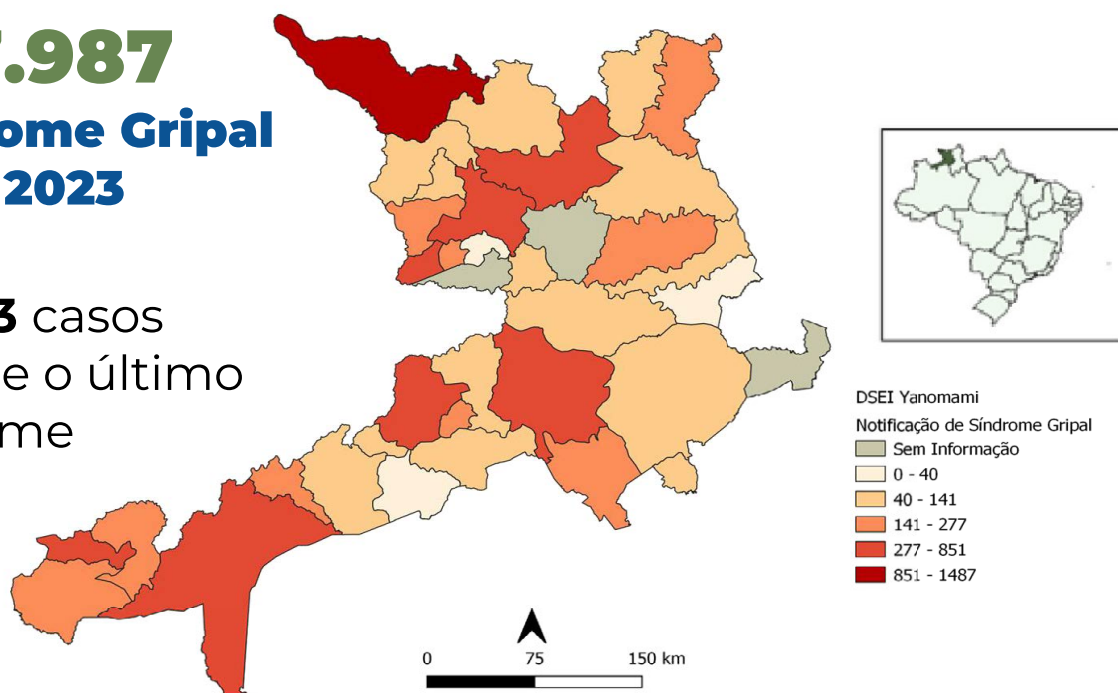 .987
ome Gripal
2023
3 casos
e o último
me
DSEI Yanomami
Notificação de Síndrome Gripal
Sem Informação
0 - 40
40 - 141
141 - 277
277 - 851
851 - 1487
0 75 150 km